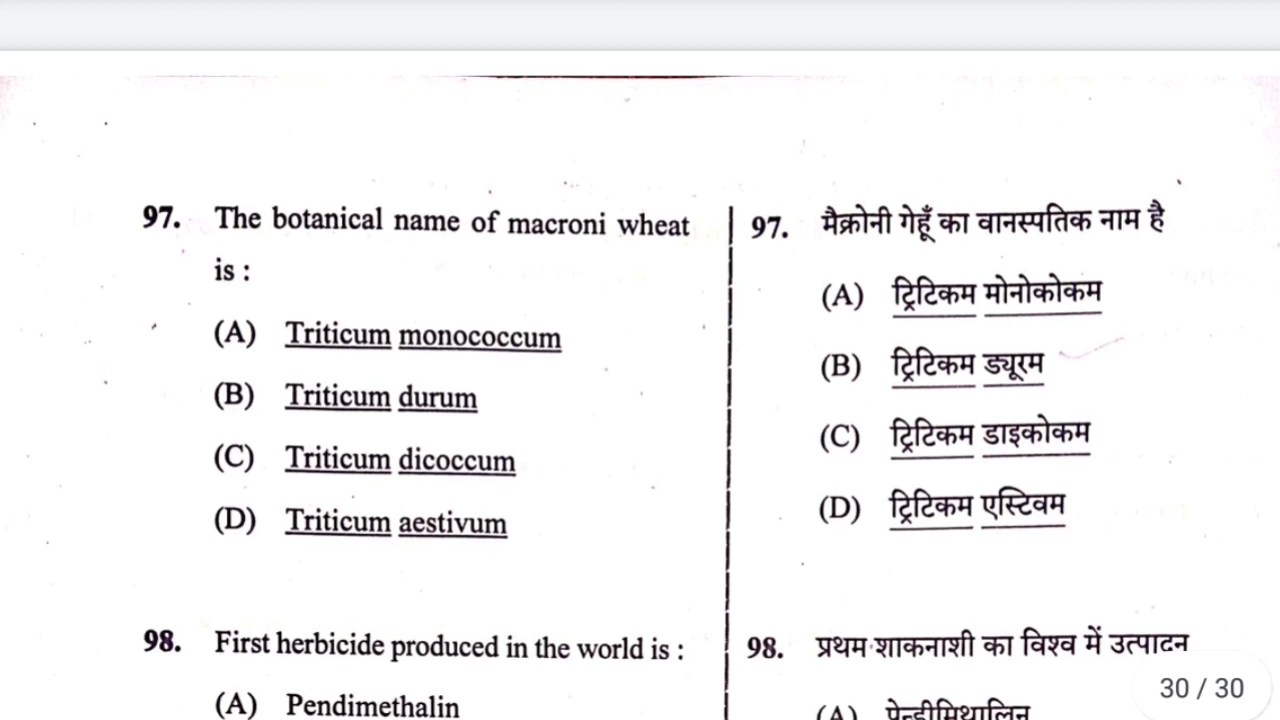 97. The botanical name of macroni wheat
is :
(A) Triticum monococcum
(B) Triticum durum
(C) Triticum dicoccum
(D) Triticum aestivum
98. First herbicide produced in the world is :
(A) Pendimethalin
97. मैक्रोनी गेहूँ का वानस्पतिक नाम है
(A) ट्रिटिकम मोनोकोकम
(B) ट्रिटिकम ड्यूरम
(C) ट्रिटिकम डाइकोकम
(D) ट्रिटिकम एस्टिवम
98. प्रथम शाकनाशी का विश्व में उत्पादन
(A) पेन्डीमिथालिन
30 / 30